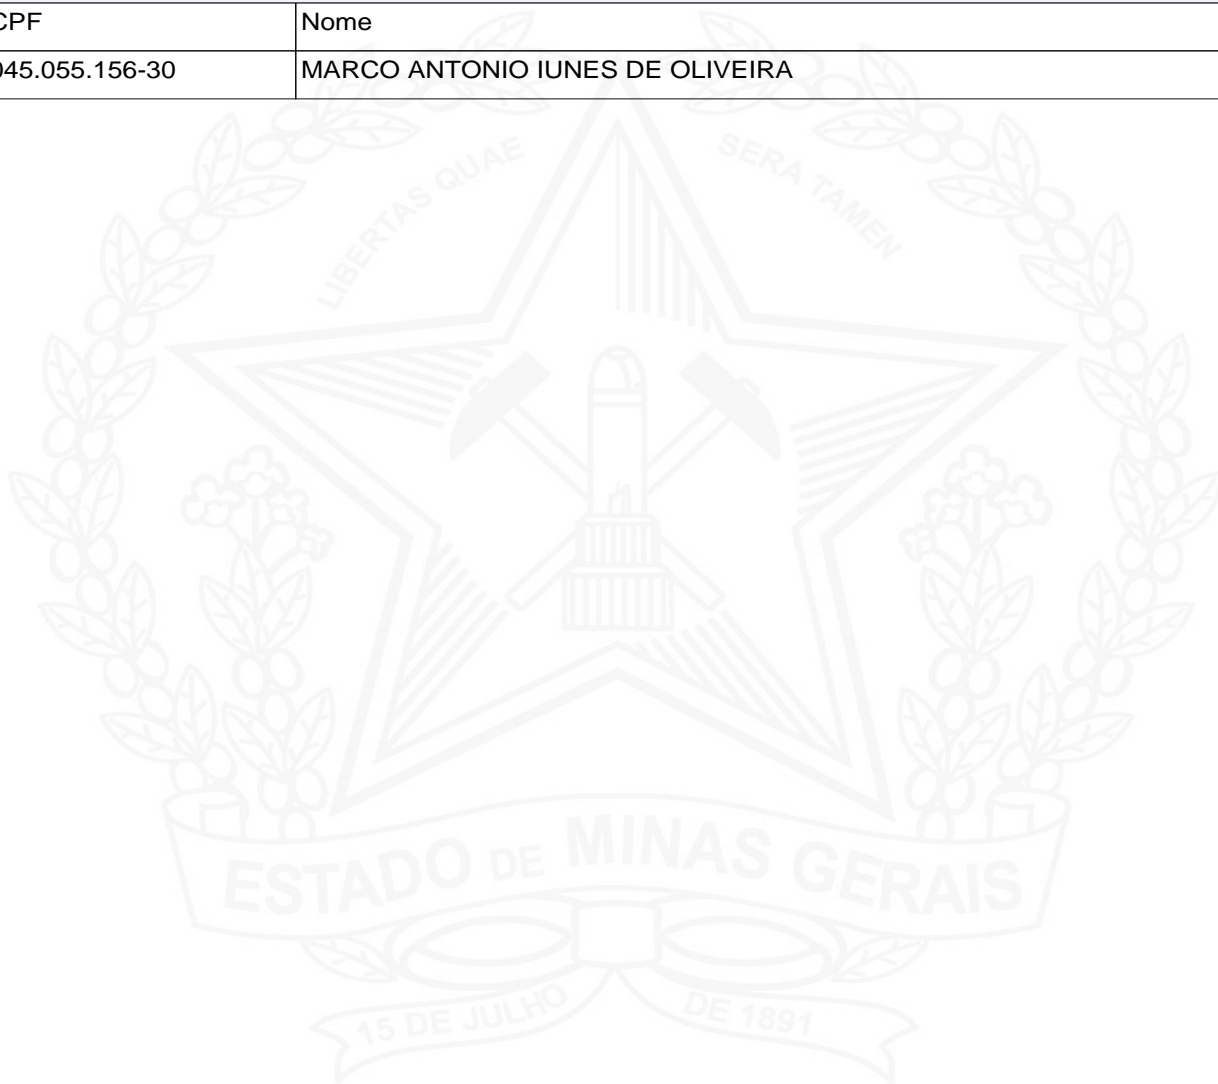 CPF Nome
045.055.156-30 MARCO ANTONIO IUNES DE OLIVEIRA
LIBERTAS QUAE SERA TAMEN
ESTADO DE MINAS GERAIS
15 DE JULHO DE 1891